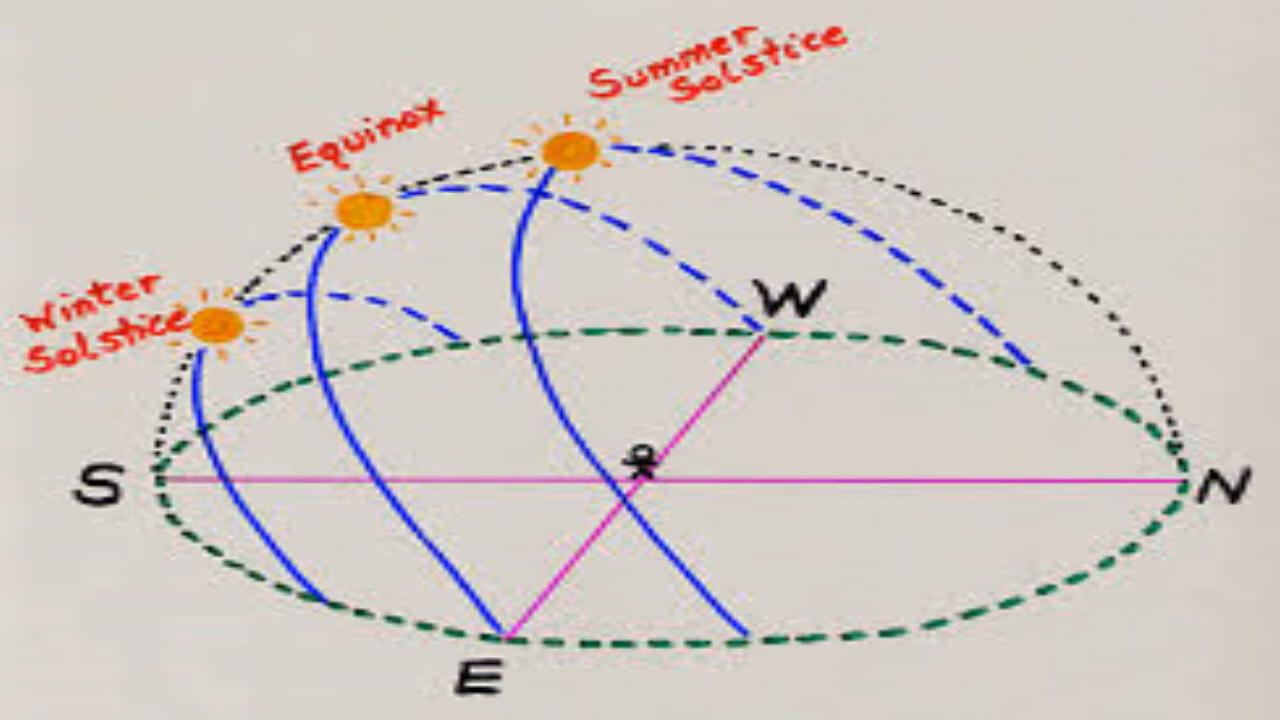 Summer
Solstice
Equinox
Winter
Solstice
W
S
N
E